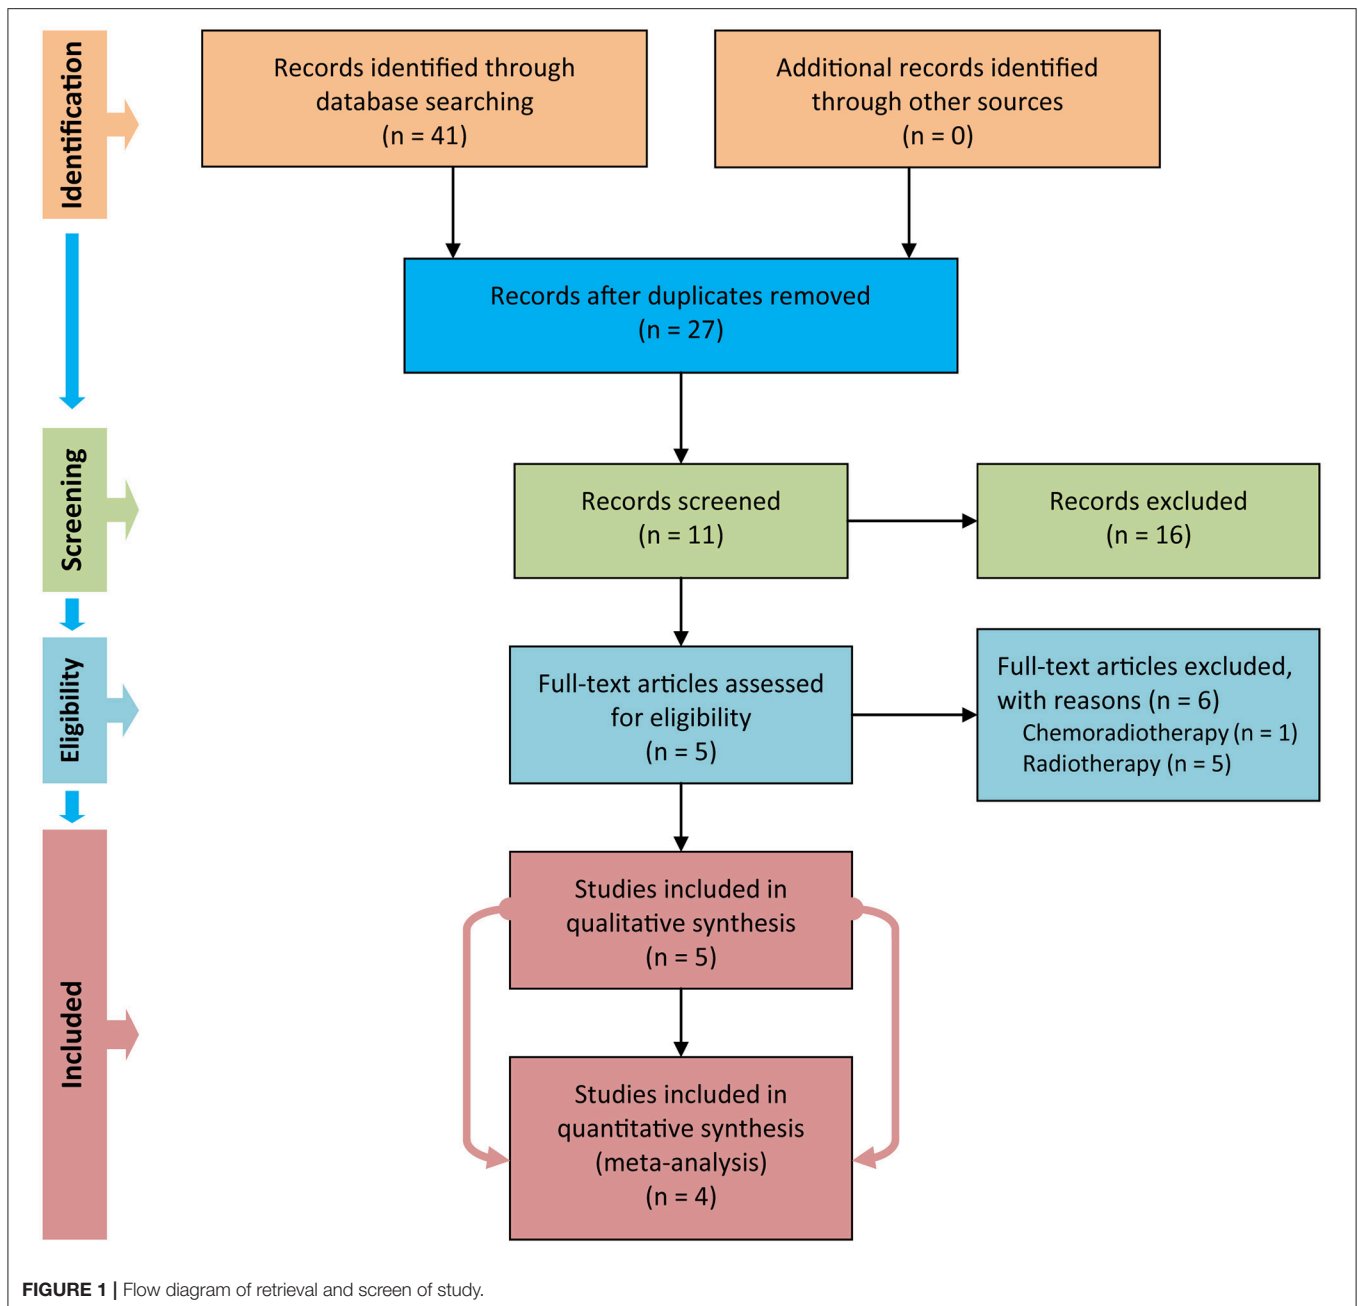 Identification
Records identified through
database searching
(n = 41)
Additional records identified
through other sources
(n = 0)
Records after duplicates removed
(n = 27)
Screening
Records screened
(n = 11)
Records excluded
(n = 16)
Eligibility
Full-text articles assessed
for eligibility
(n = 5)
Full-text articles excluded,
with reasons (n = 6)
Chemoradiotherapy (n = 1)
Radiotherapy (n = 5)
Included
Studies included in
qualitative synthesis
(n = 5)
Studies included in
quantitative synthesis
(meta-analysis)
(n = 4)
FIGURE 1 | Flow diagram of retrieval and screen of study.